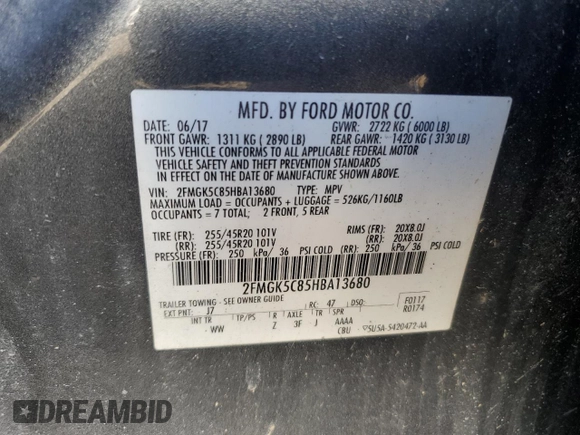 MFD. BY FORD MOTOR CO.
DATE: 06/17 GVWR: 2722 KG ( 6000 LB)
FRONT GAWR: 1311 KG ( 2890 LB) REAR GAWR: 1420 KG ( 3130 LB)
THIS VEHICLE CONFORMS TO ALL APPLICABLE FEDERAL MOTOR
VEHICLE SAFETY AND THEFT PREVENTION STANDARDS
IN EFFECT ON THE DATE OF MANUFACTURE SHOWN ABOVE.
VIN: 2FMGK5C85HBA13680 TYPE: MPV
MAXIMUM LOAD = OCCUPANTS + LUGGAGE = 526KG/1160LB
OCCUPANTS = 7 TOTAL; 2 FRONT, 5 REAR
TIRE (FR): 255/45R20 101V RIMS (FR): 20X8.0J
(RR): 255/45R20 101V (RR): 20X8.0J
PRESSURE (FR): 250 kPa/ 36 PSI COLD (RR): 250 kPa/ 36 PSI COLD
2FMGK5C85HBA13680
TRAILER TOWING - SEE OWNER GUIDE
EXT PNT: J7 RC: 47 DSO: F0117
R0174
INT TR TP/PS R AXLE TR SPR
WW Z 3F J AAAA
CBU 5U5A-5420472-AA
DREAMBID